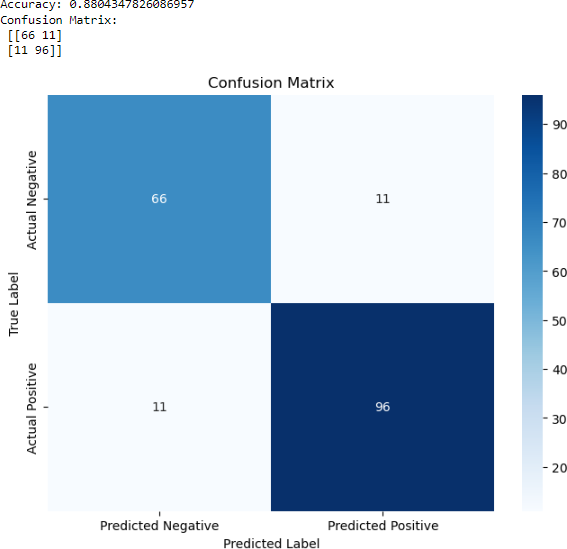 Accuracy: 0.8804347826086957
Confusion Matrix:
[[66 11]
[11 96]]
Confusion Matrix
Actual Negative
66
11
90
80
70
60
50
40
30
20
True Label
Actual Positive
11
96
Predicted Negative
Predicted Positive
Predicted Label